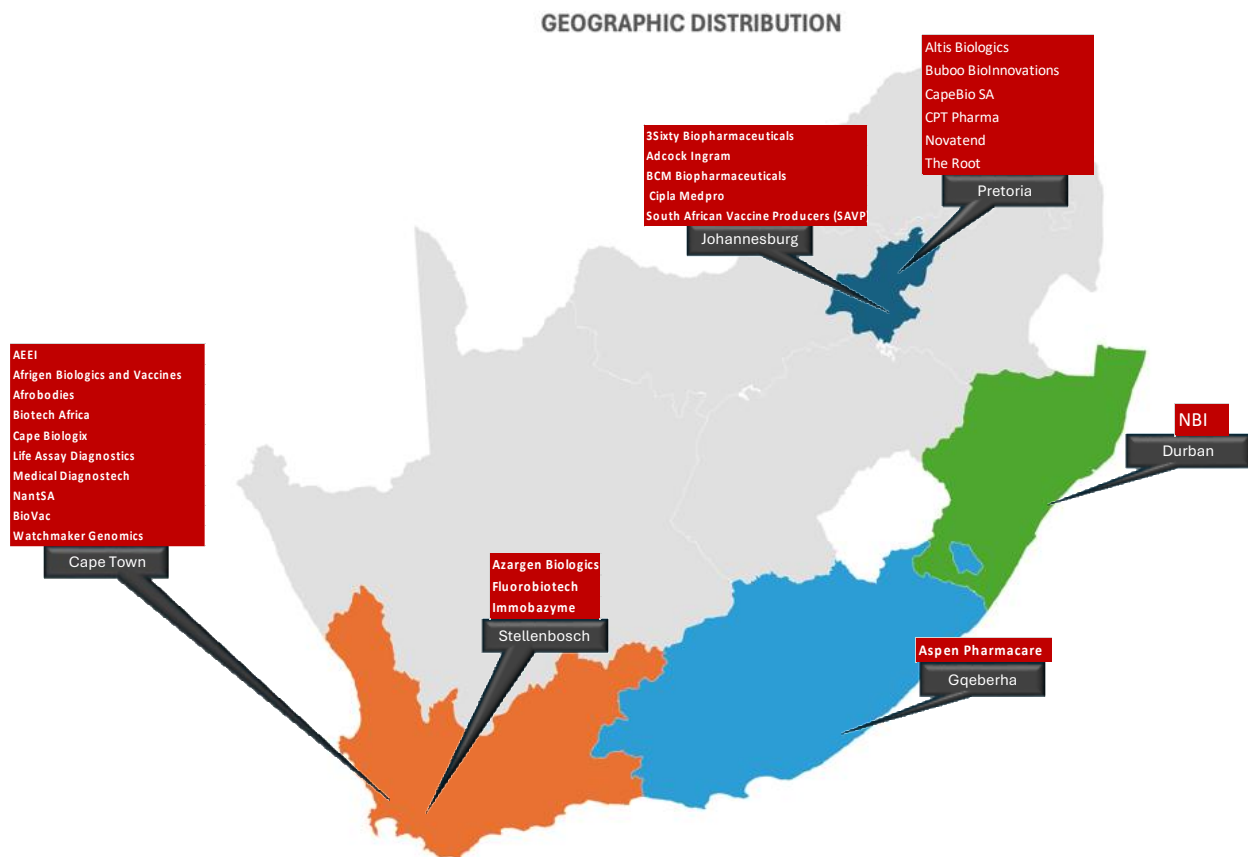 GEOGRAPHIC DISTRIBUTION
Altis Biologics
Buboo BioInnovations
CapeBio SA
CPT Pharma
Novatend
The Root
Pretoria
3Sixty Biopharmaceuticals
Adcock Ingram
BCM Biopharmaceuticals
Cipla Medpro
South African Vaccine Producers (SAVP
Johannesburg
AEEI
Afrigen Biologics and Vaccines
Afrobodies
Biotech Africa
Cape Biologix
Life Assay Diagnostics
Medical Diagnostech
NantSA
BioVac
Watchmaker Genomics
Cape Town
NBI
Durban
Azargen Biologics
Fluorobiotech
Immobazyme
Stellenbosch
Aspen Pharmacare
Gqeberha